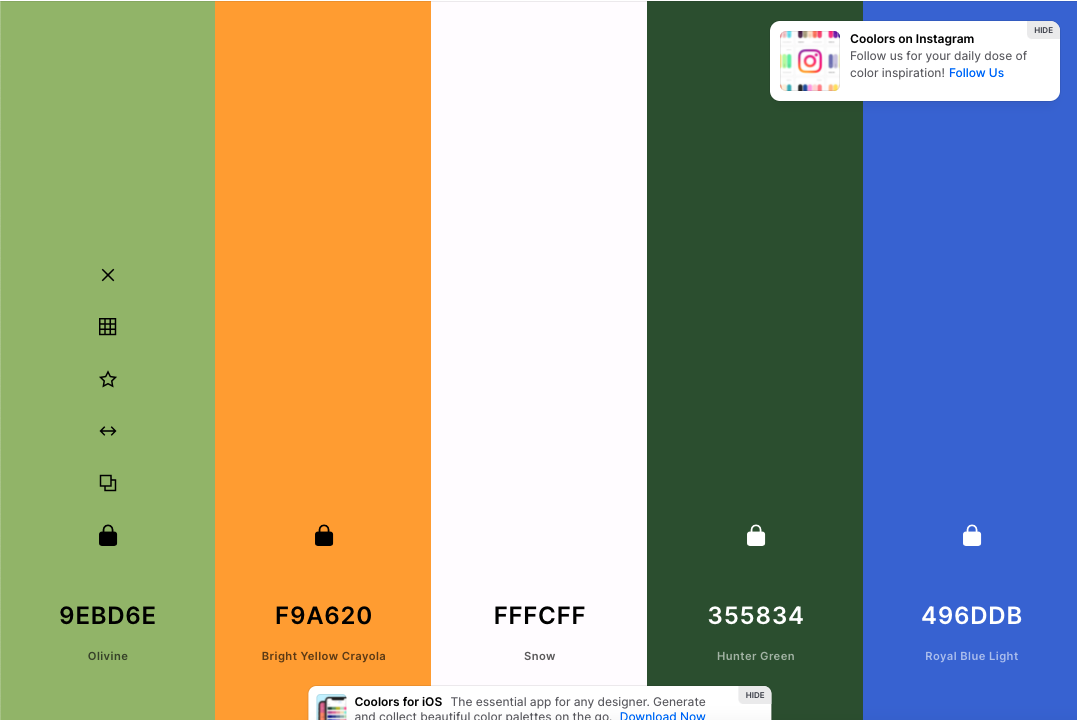 HIDE
Coolors on Instagram
Follow us for your daily dose of
color inspiration! Follow Us
9EBD6E
F9A620
FFFCFF
355834
496DDB
Olivine
Bright Yellow Crayola
Snow
Hunter Green
Royal Blue Light
HIDE
Coolors for iOS The essential app for any designer. Generate
and collect beautiful color palettes on the go. Download Now